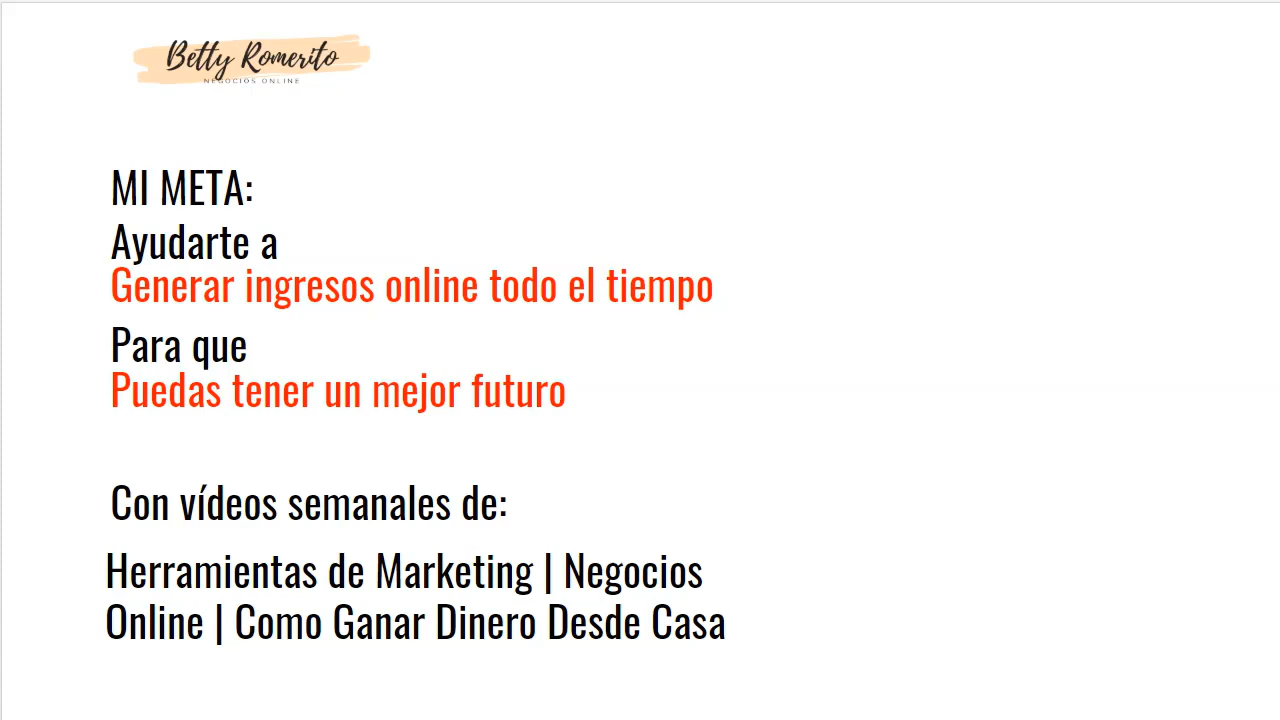 Betty Romerito
NEGOCIOS ONLINE
MI META:
Ayudarte a
Generar ingresos online todo el tiempo
Para que
Puedas tener un mejor futuro
Con vídeos semanales de:
Herramientas de Marketing | Negocios
Online | Como Ganar Dinero Desde Casa